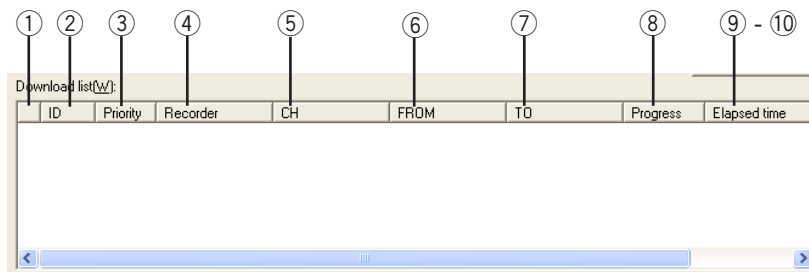 ① ② ③ ④ ⑤ ⑥ ⑦ ⑧ ⑨ - ⑩
Download list(W):
ID Priority Recorder CH FROM TO Progress Elapsed time